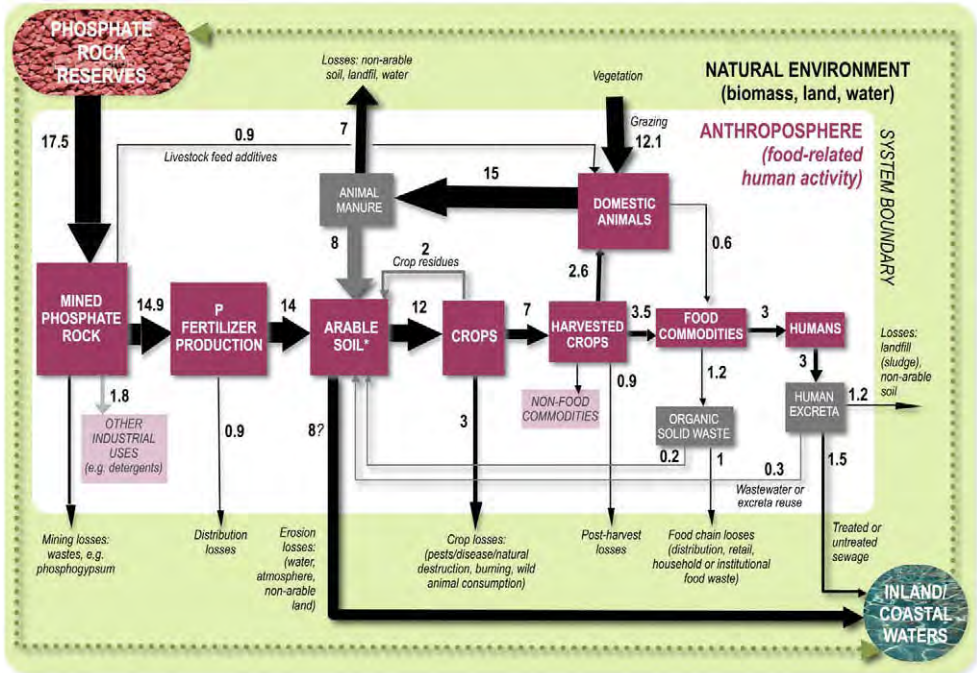 PHOSPHATE
ROCK
RESERVES
Losses: non-arable
soil, landfil, water
Vegetation
NATURAL ENVIRONMENT
(biomass, land, water)
17.5
0.9
Livestock feed additives
7
Grazing
12.1
ANTHROPOSPHERE
(food-related
human activity)
SYSTEM BOUNDARY
ANIMAL
MANURE
15
DOMESTIC
ANIMALS
8
2
Crop residues
2.6
0.6
MINED
PHOSPHATE
ROCK
14.9
P
FERTILIZER
PRODUCTION
14
ARABLE
SOIL*
12
CROPS
7
HARVESTED
CROPS
3.5
FOOD
COMMODITIES
3
HUMANS
3
Losses:
landfill
(sludge),
non-arable
soil
1.8
OTHER
INDUSTRIAL
USES
(e.g. detergents)
0.9
8?
3
NON-FOOD
COMMODITIES
0.9
1.2
ORGANIC
SOLID WASTE
HUMAN
EXCRETA
1.2
0.2
1
0.3
Wastewater or
excreta reuse
1.5
Mining losses:
wastes, e.g.
phosphogypsum
Distribution
losses
Erosion
losses:
(water,
atmosphere,
non-arable
land)
Crop losses:
(pests/disease/natural
destruction, burning, wild
animal consumption)
Post-harvest
losses
Food chain looses
(distribution, retail,
household or institutional
food waste)
Treated or
untreated
sewage
INLAND/
COASTAL
WATERS